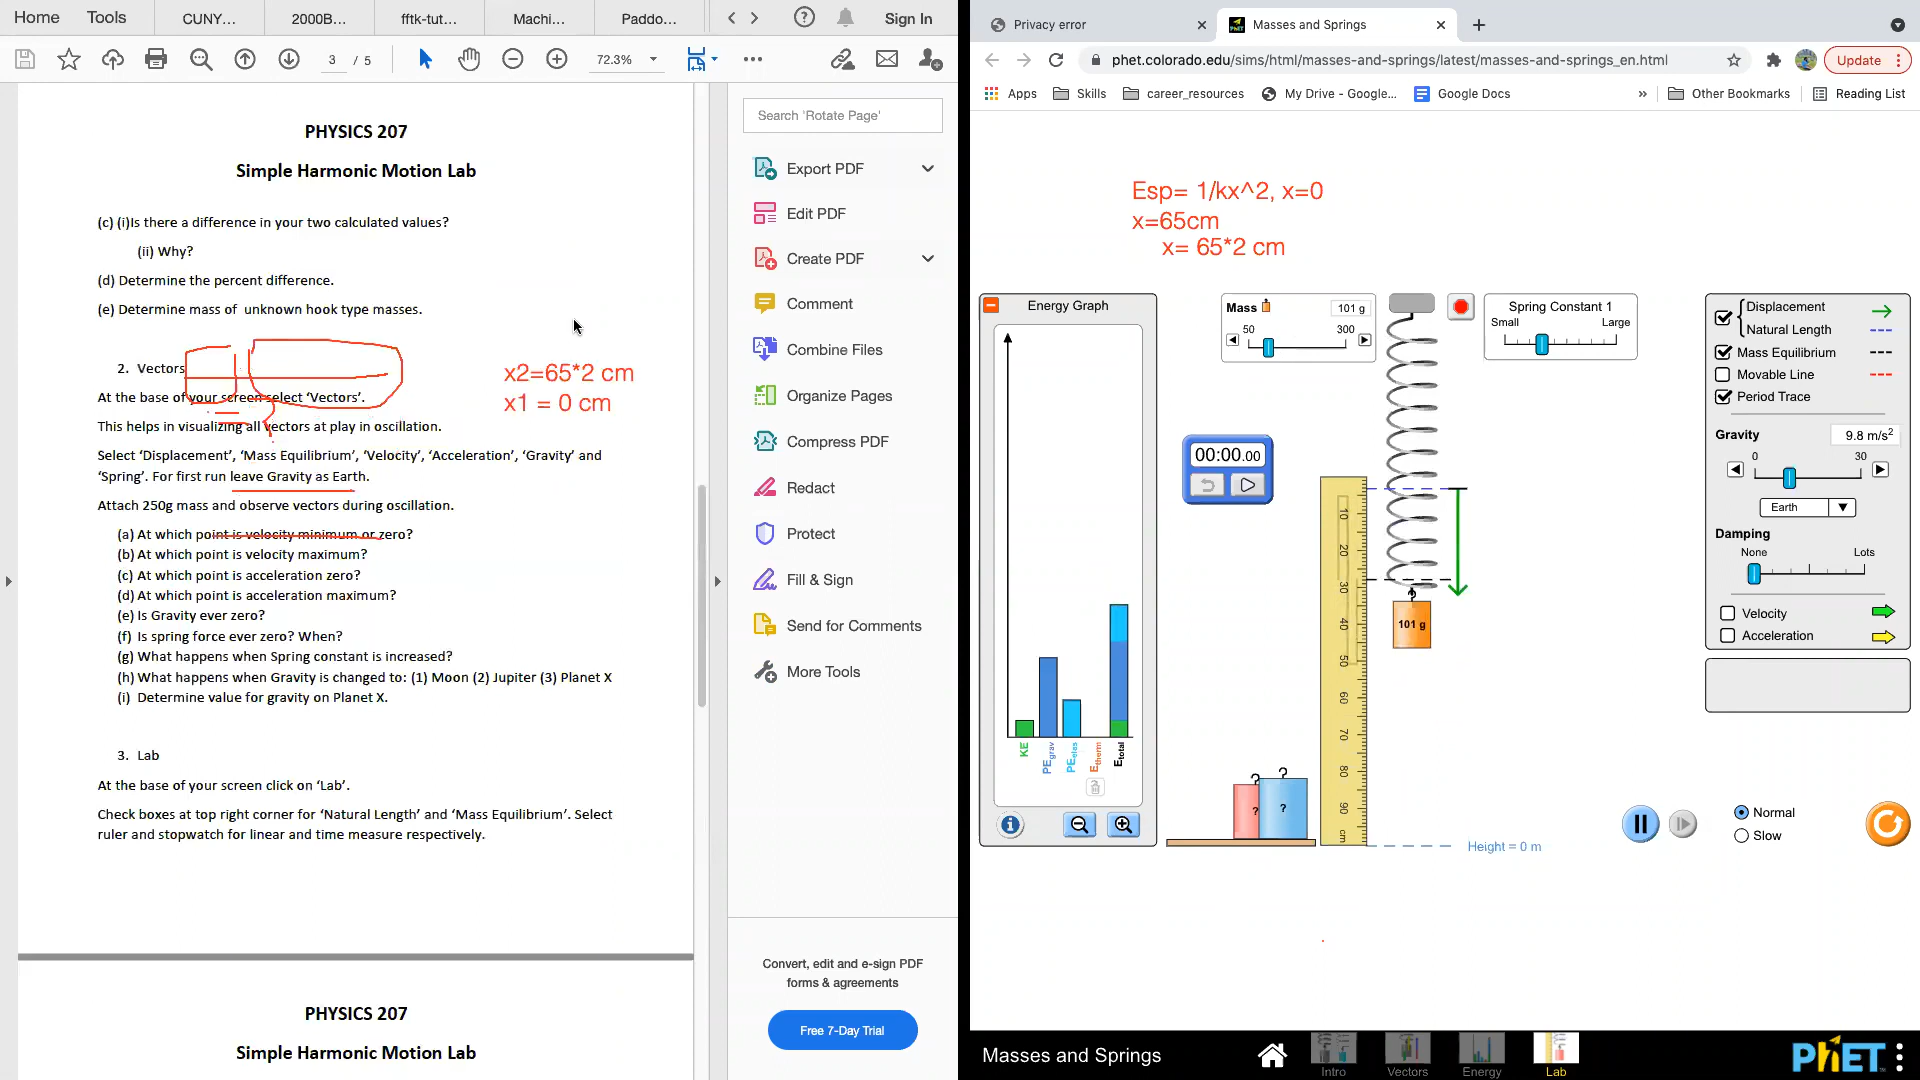 Home
Tools
CUNY...
2000B...
fftk-tut...
Machi...
Paddo...
Sign In
3 / 5
72.3%
PHYSICS 207
Simple Harmonic Motion Lab
(c) (i)Is there a difference in your two calculated values?
(ii) Why?
(d) Determine the percent difference.
(e) Determine mass of unknown hook type masses.
2. Vectors
At the base of your screen select ‘Vectors’.
This helps in visualizing all vectors at play in oscillation.
Select ‘Displacement’, ‘Mass Equilibrium’, ‘Velocity’, ‘Acceleration’, ‘Gravity’ and
‘Spring’. For first run leave Gravity as Earth.
Attach 250g mass and observe vectors during oscillation.
(a) At which point is velocity minimum or zero?
(b) At which point is velocity maximum?
(c) At which point is acceleration zero?
(d) At which point is acceleration maximum?
(e) Is Gravity ever zero?
(f) Is spring force ever zero? When?
(g) What happens when Spring constant is increased?
(h) What happens when Gravity is changed to: (1) Moon (2) Jupiter (3) Planet X
(i) Determine value for gravity on Planet X.
3. Lab
At the base of your screen click on ‘Lab’.
Check boxes at top right corner for ‘Natural Length’ and ‘Mass Equilibrium’. Select
ruler and stopwatch for linear and time measure respectively.
x2=65*2 cm
x1 = 0 cm
PHYSICS 207
Simple Harmonic Motion Lab
Search 'Rotate Page'
Export PDF
Edit PDF
Create PDF
Comment
Combine Files
Organize Pages
Compress PDF
Redact
Protect
Fill & Sign
Send for Comments
More Tools
Convert, edit and e-sign PDF
forms & agreements
Free 7-Day Trial
Privacy error
Masses and Springs
phet.colorado.edu/sims/html/masses-and-springs/latest/masses-and-springs_en.html
Update
Apps
Skills
career_resources
My Drive - Google...
Google Docs
»
Other Bookmarks
Reading List
Esp= 1/kx^2, x=0
x=65cm
x= 65*2 cm
Energy Graph
KE
PEgrav
PEelas
Etherm
Etotal
Mass
101 g
50
300
Spring Constant 1
Small
Large
00:00.00
10
20
30
40
50
60
70
80
90
cm
101 g
?
?
Height = 0 m
Displacement
Natural Length
Mass Equilibrium
Movable Line
Period Trace
Gravity
9.8 m/s²
0
30
Earth
Damping
None
Lots
Velocity
Acceleration
Normal
Slow
Masses and Springs
Intro
Vectors
Energy
Lab
PhET